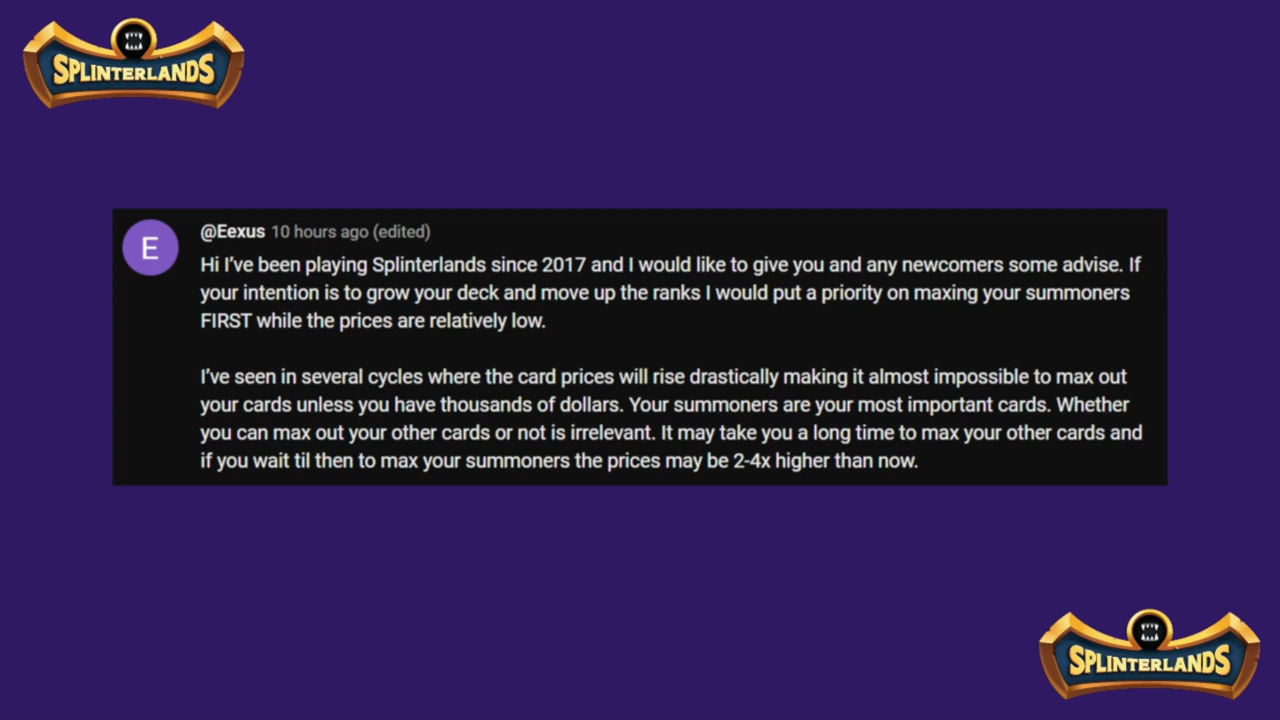 SPLINTERLANDS
E
@Eexus 10 hours ago (edited)
Hi I've been playing Splinterlands since 2017 and I would like to give you and any newcomers some advise. If
your intention is to grow your deck and move up the ranks I would put a priority on maxing your summoners
FIRST while the prices are relatively low.
I've seen in several cycles where the card prices will rise drastically making it almost impossible to max out
your cards unless you have thousands of dollars. Your summoners are your most important cards. Whether
you can max out your other cards or not is irrelevant. It may take you a long time to max your other cards and
if you wait til then to max your summoners the prices may be 2-4x higher than now.
SPLINTERLANDS